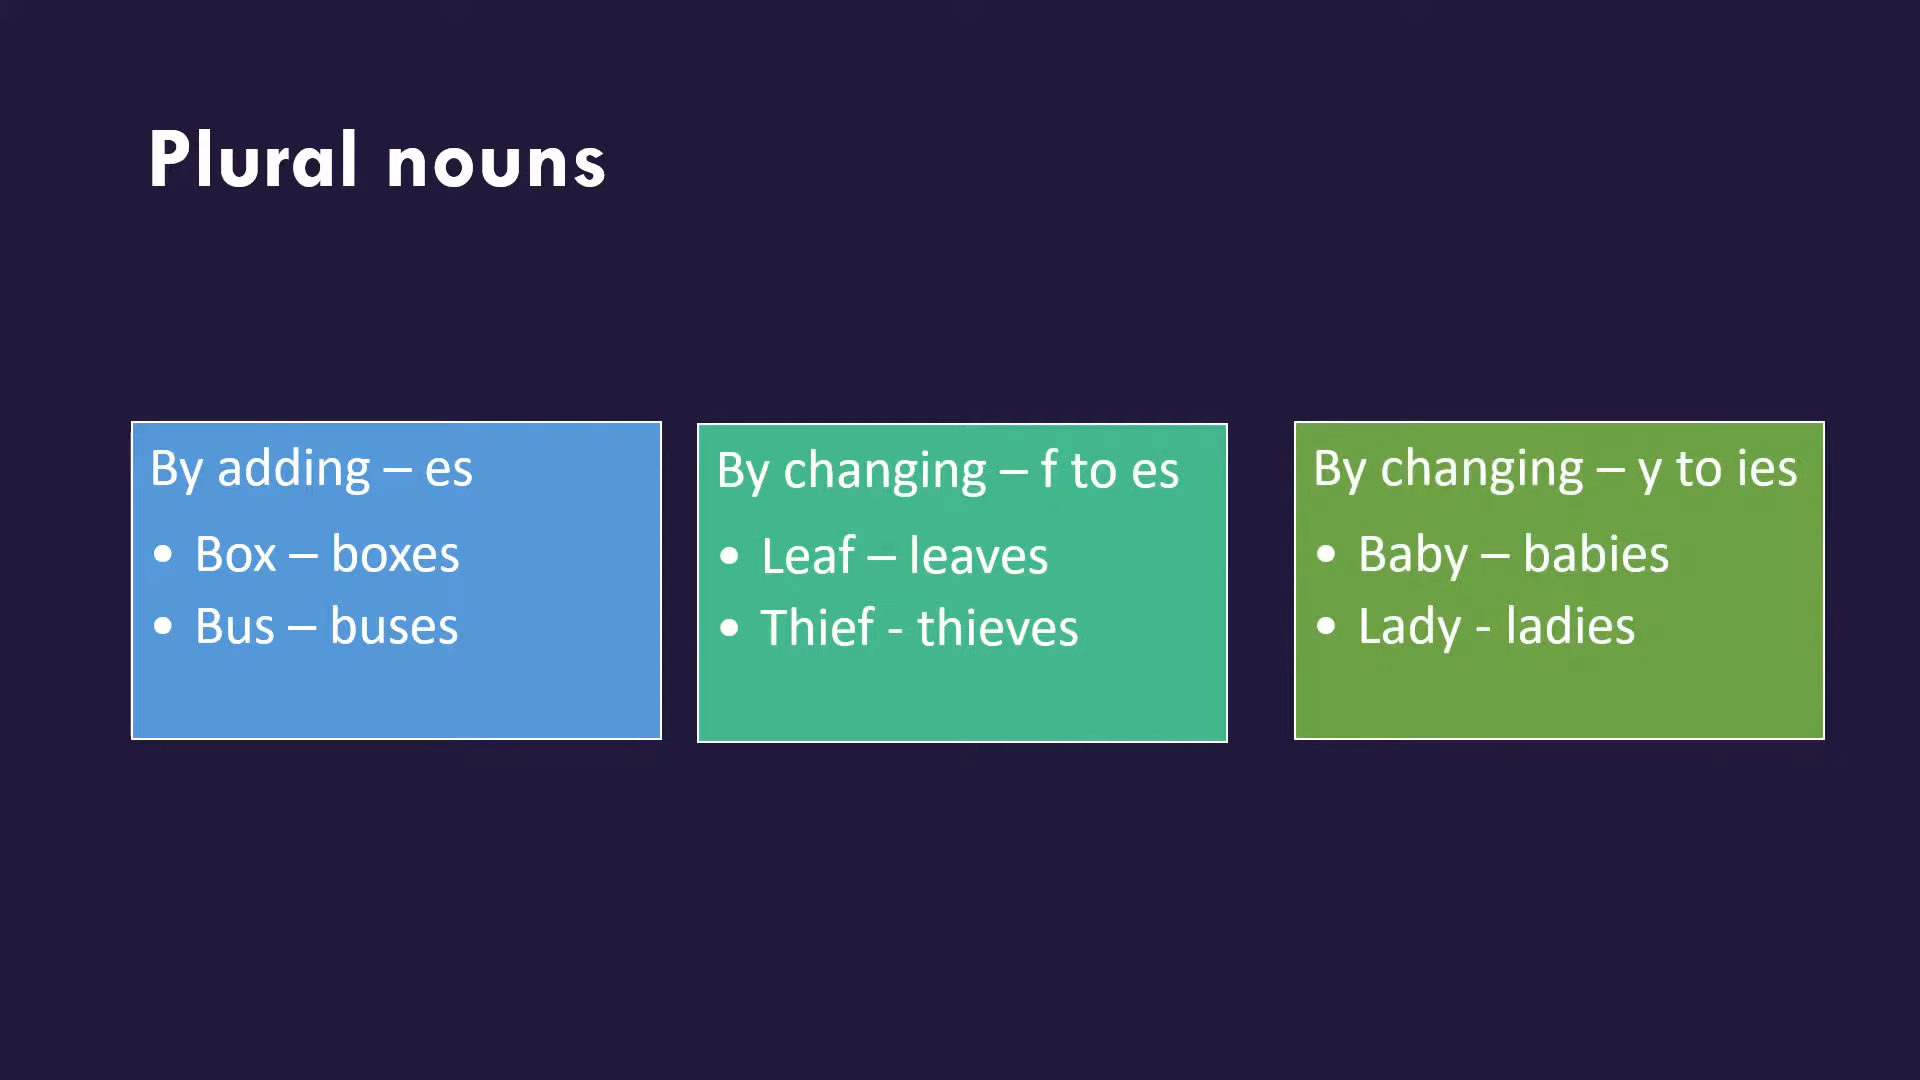 Plural nouns
By adding – es
• Box – boxes
• Bus – buses
By changing – f to es
• Leaf – leaves
• Thief - thieves
By changing – y to ies
• Baby – babies
• Lady - ladies